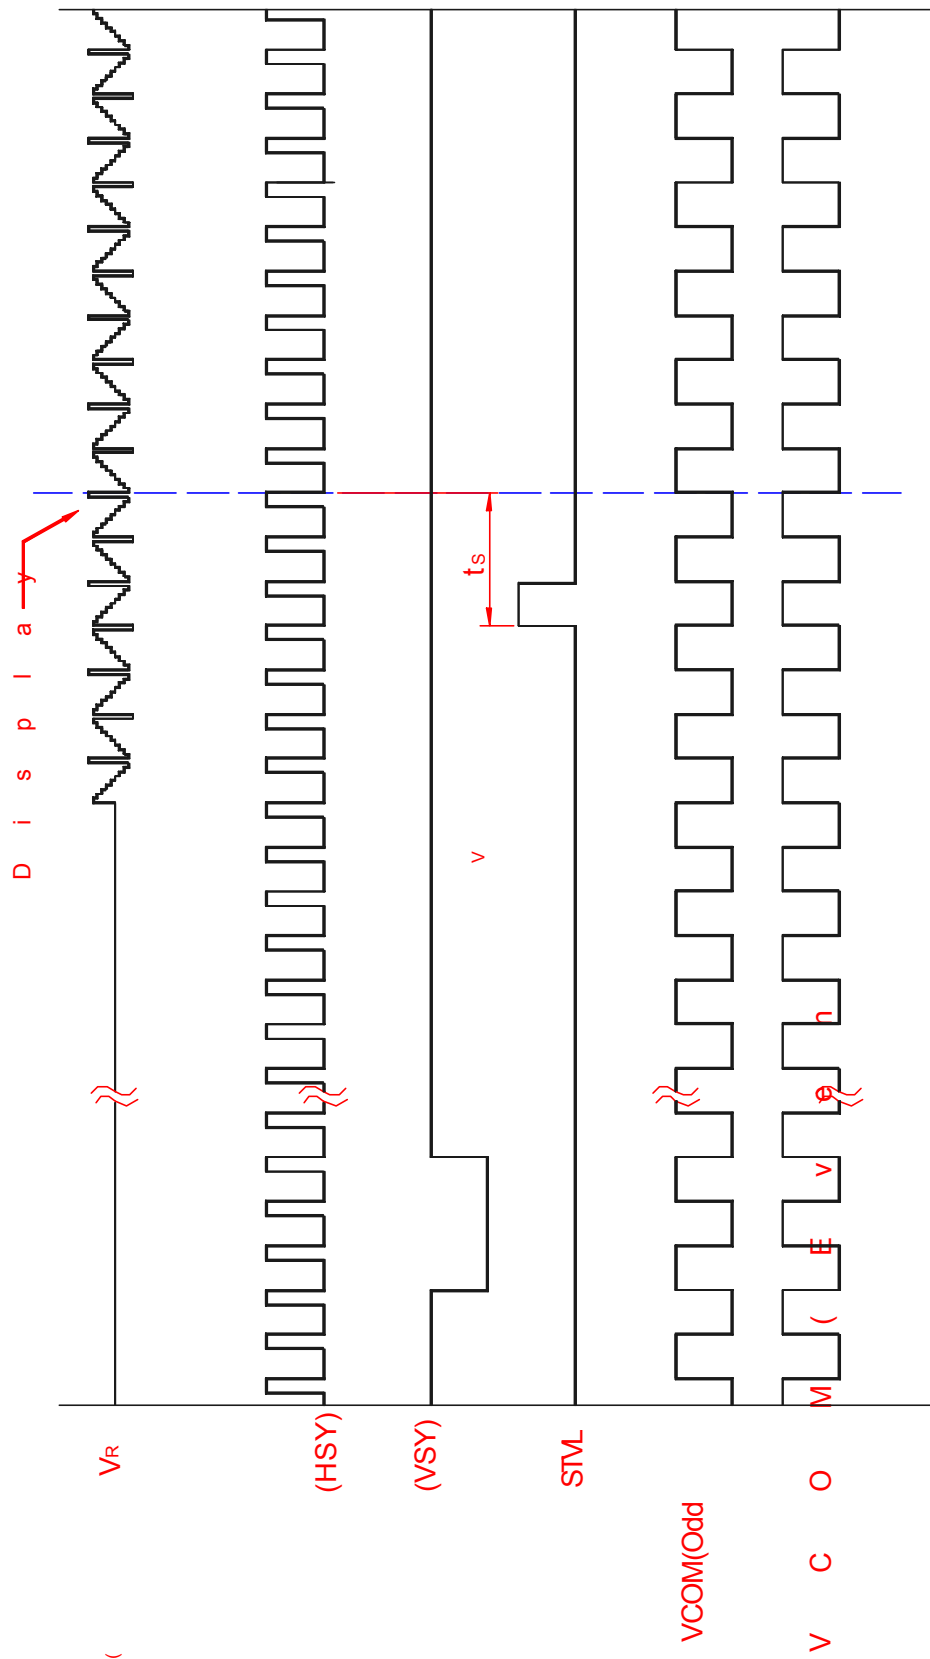 Display
ts
v
VR
(HSY)
(VSY)
STVL
VCOM(Odd
VCOM(Even
(